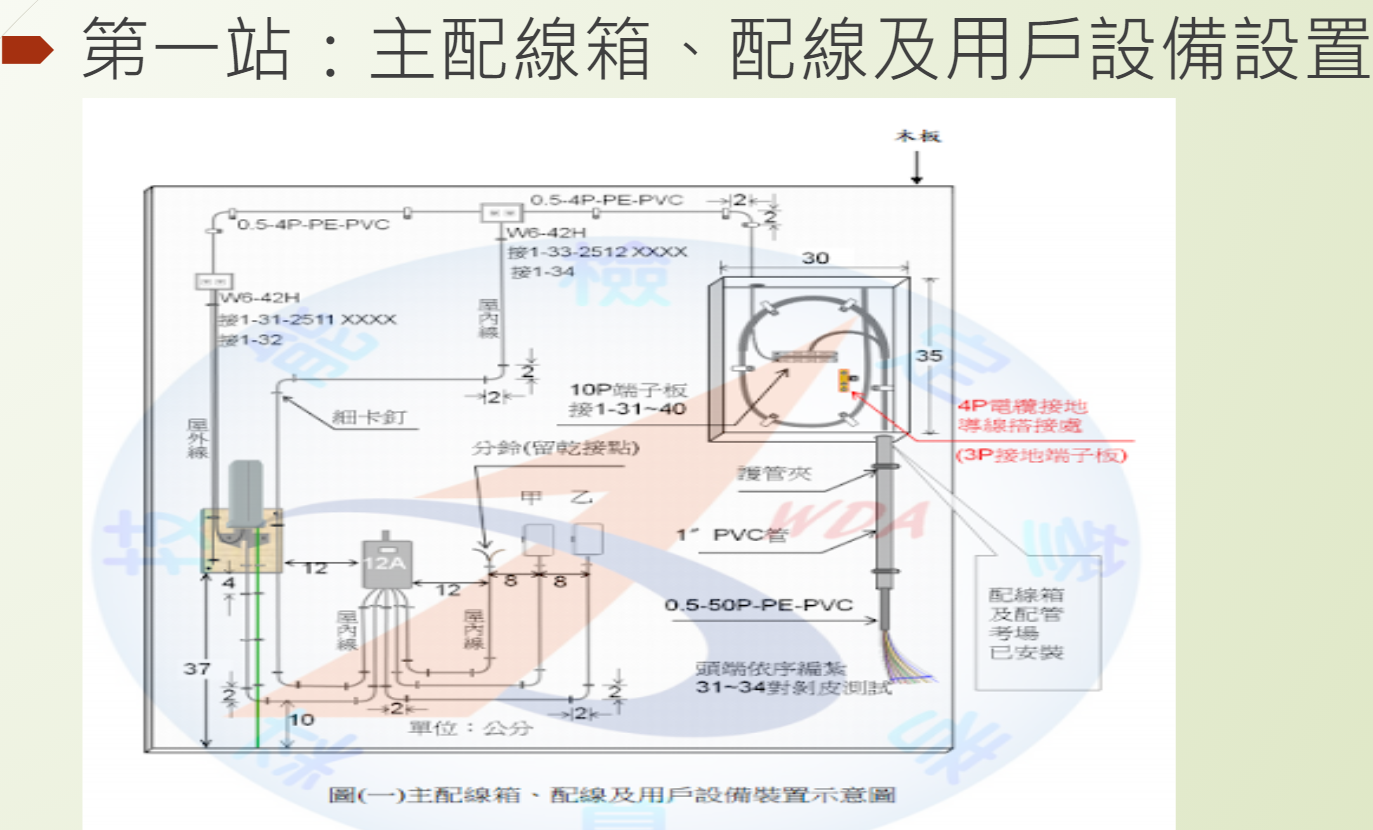 第一站：主配線箱、配線及用戶設備設置
木板
0.5-4P-PE-PVC
2
0.5-4P-PE-PVC
2
W6-42H
接1-33-2512 XXXX
接1-34
30
W6-42H
接1-31-2511 XXXX
接1-32
屋內線
35
2
2
10P端子板
接1-31~40
4P電纜接地
導線搭接處
(3P接地端子板)
細卡釘
屋外線
分鈴(留乾接點)
護管夾
甲 乙
WDA
1″ PVC管
12
12A
4
12
8
8
配線箱
及配管
考場
已安裝
0.5-50P-PE-PVC
屋內線
屋內線
37
頭端依序編紮
31~34對剝皮測試
2
2
10
2
2
單位：公分
圖(一)主配線箱、配線及用戶設備裝置示意圖